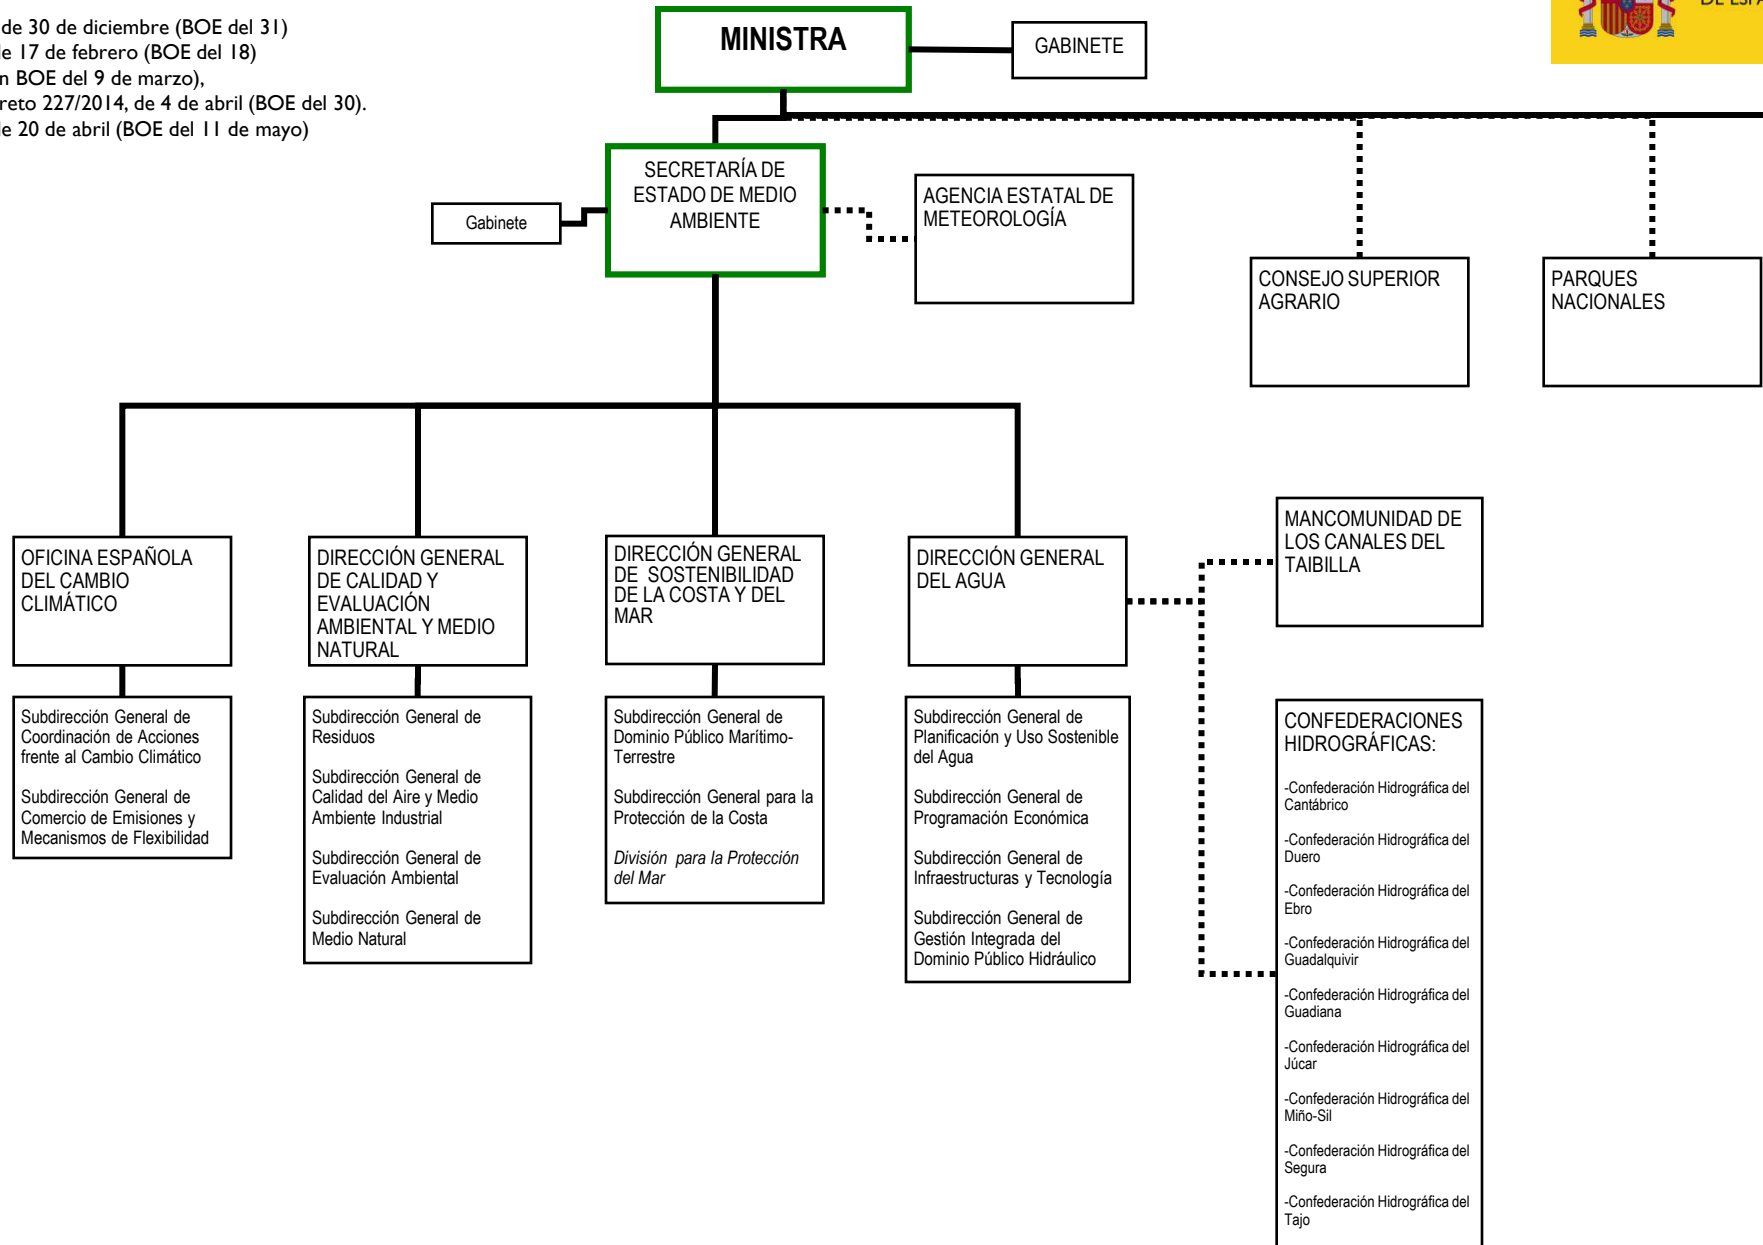 de 30 de diciembre (BOE del 31)
de 17 de febrero (BOE del 18)
n BOE del 9 de marzo),
reto 227/2014, de 4 de abril (BOE del 30).
de 20 de abril (BOE del 11 de mayo)
MINISTRA
GABINETE
SECRETARÍA DE
ESTADO DE MEDIO
AMBIENTE
Gabinete
AGENCIA ESTATAL DE
METEOROLOGÍA
CONSEJO SUPERIOR
AGRARIO
PARQUES
NACIONALES
OFICINA ESPAÑOLA
DEL CAMBIO
CLIMÁTICO
DIRECCIÓN GENERAL
DE CALIDAD Y
EVALUACIÓN
AMBIENTAL Y MEDIO
NATURAL
DIRECCIÓN GENERAL
DE SOSTENIBILIDAD
DE LA COSTA Y DEL
MAR
DIRECCIÓN GENERAL
DEL AGUA
MANCOMUNIDAD DE
LOS CANALES DEL
TAIBILLA
Subdirección General de
Coordinación de Acciones
frente al Cambio Climático
Subdirección General de
Comercio de Emisiones y
Mecanismos de Flexibilidad
Subdirección General de
Residuos
Subdirección General de
Calidad del Aire y Medio
Ambiente Industrial
Subdirección General de
Evaluación Ambiental
Subdirección General de
Medio Natural
Subdirección General de
Dominio Público Marítimo-
Terrestre
Subdirección General para la
Protección de la Costa
División para la Protección
del Mar
Subdirección General de
Planificación y Uso Sostenible
del Agua
Subdirección General de
Programación Económica
Subdirección General de
Infraestructuras y Tecnología
Subdirección General de
Gestión Integrada del
Dominio Público Hidráulico
CONFEDERACIONES
HIDROGRÁFICAS:
-Confederación Hidrográfica del
Cantábrico
-Confederación Hidrográfica del
Duero
-Confederación Hidrográfica del
Ebro
-Confederación Hidrográfica del
Guadalquivir
-Confederación Hidrográfica del
Guadiana
-Confederación Hidrográfica del
Júcar
-Confederación Hidrográfica del
Miño-Sil
-Confederación Hidrográfica del
Segura
-Confederación Hidrográfica del
Tajo